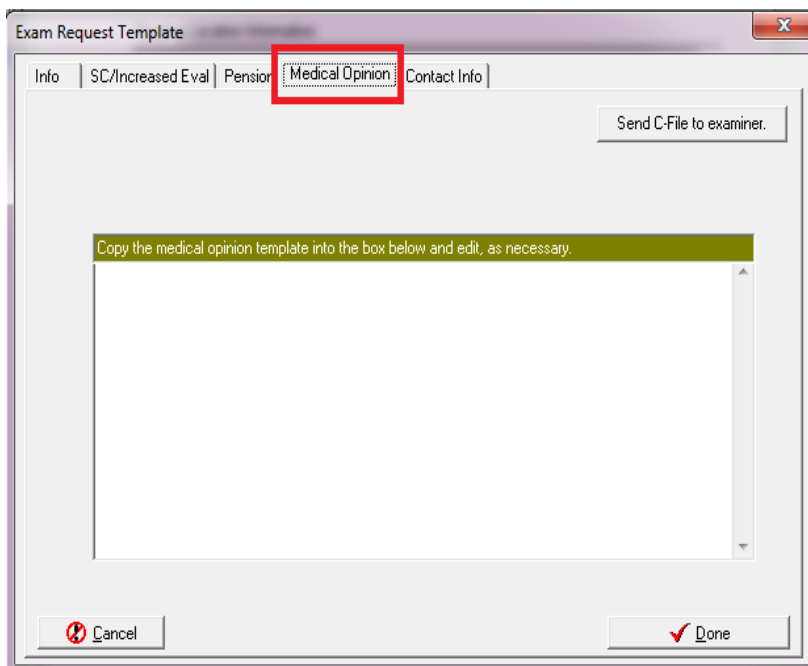 Exam Request Template
Info SC/Increased Eval Pension Medical Opinion Contact Info
Send C-File to examiner.
Copy the medical opinion template into the box below and edit, as necessary.
Cancel Done